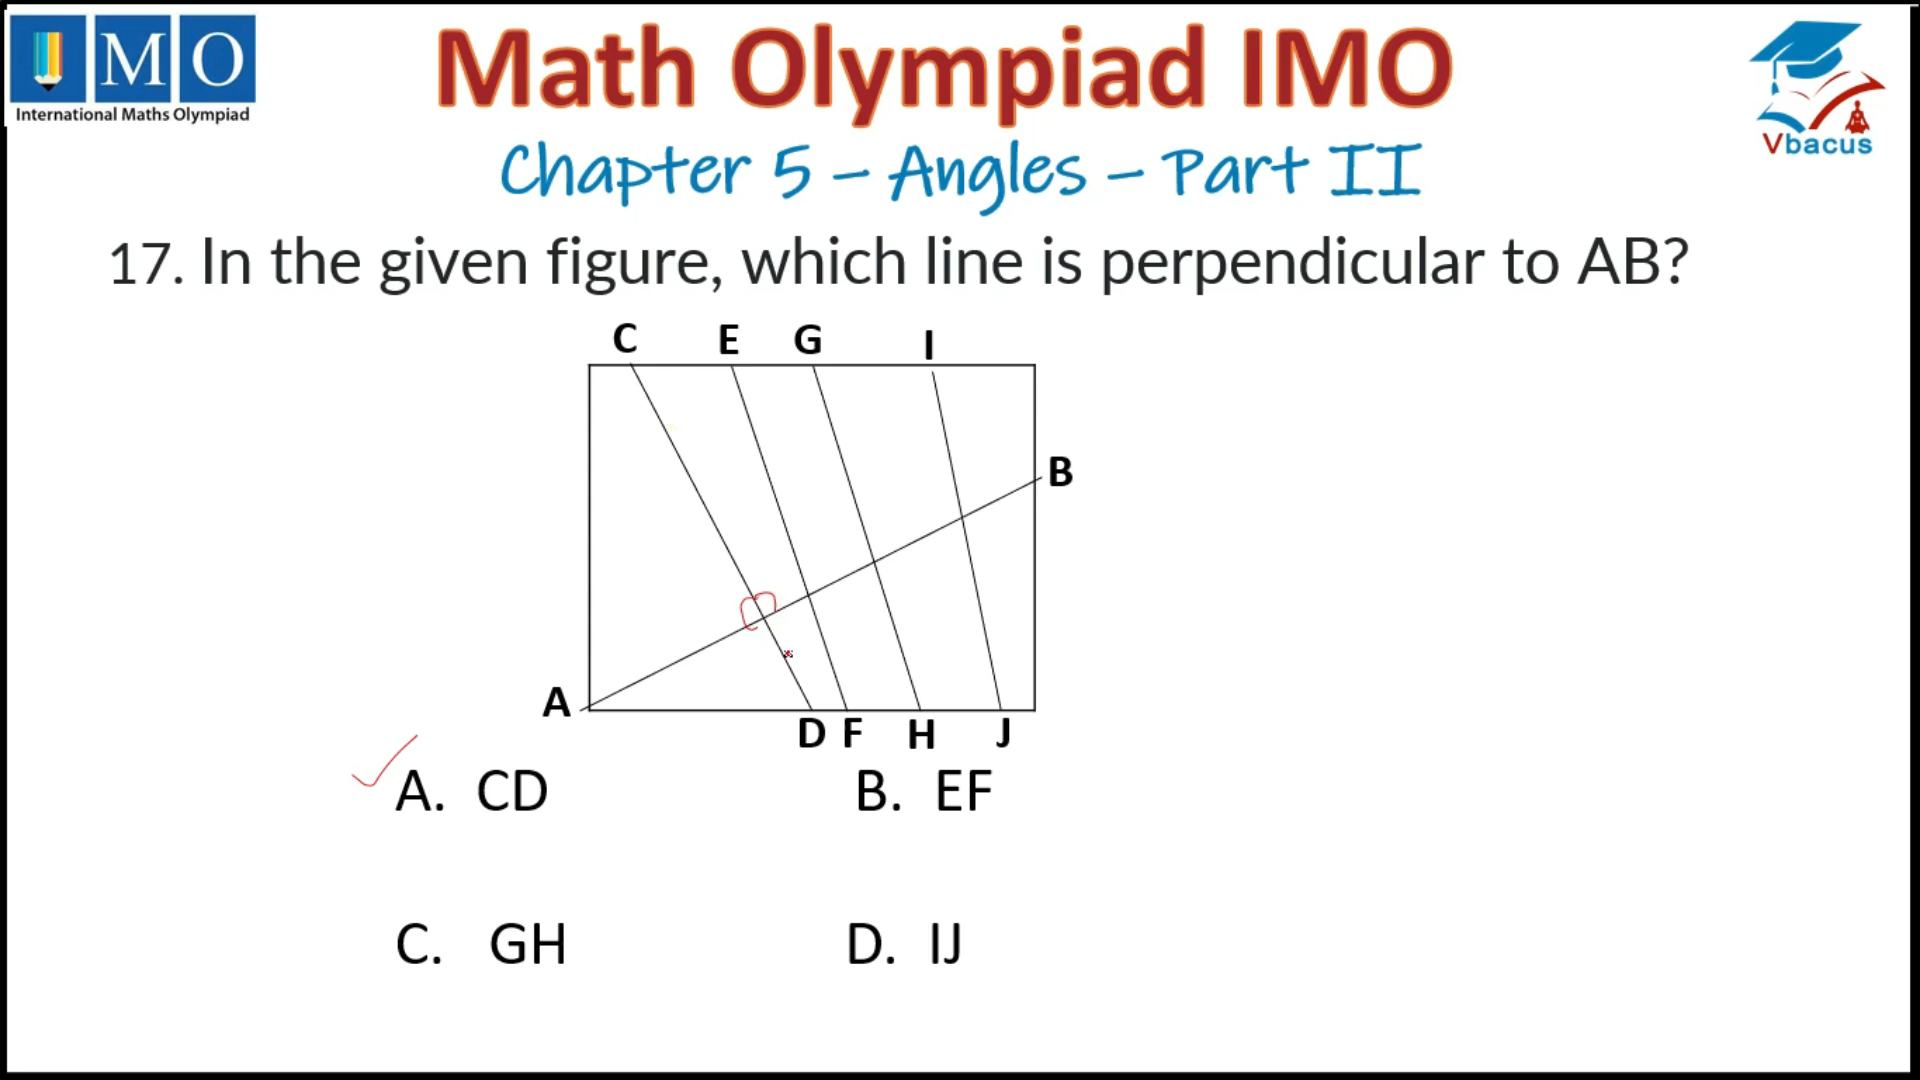 IMO
International Maths Olympiad
Math Olympiad IMO
Vbacus
Chapter 5 – Angles – Part II
17. In the given figure, which line is perpendicular to AB?
C E G I
B
A
D F H J
A. CD B. EF
C. GH D. IJ